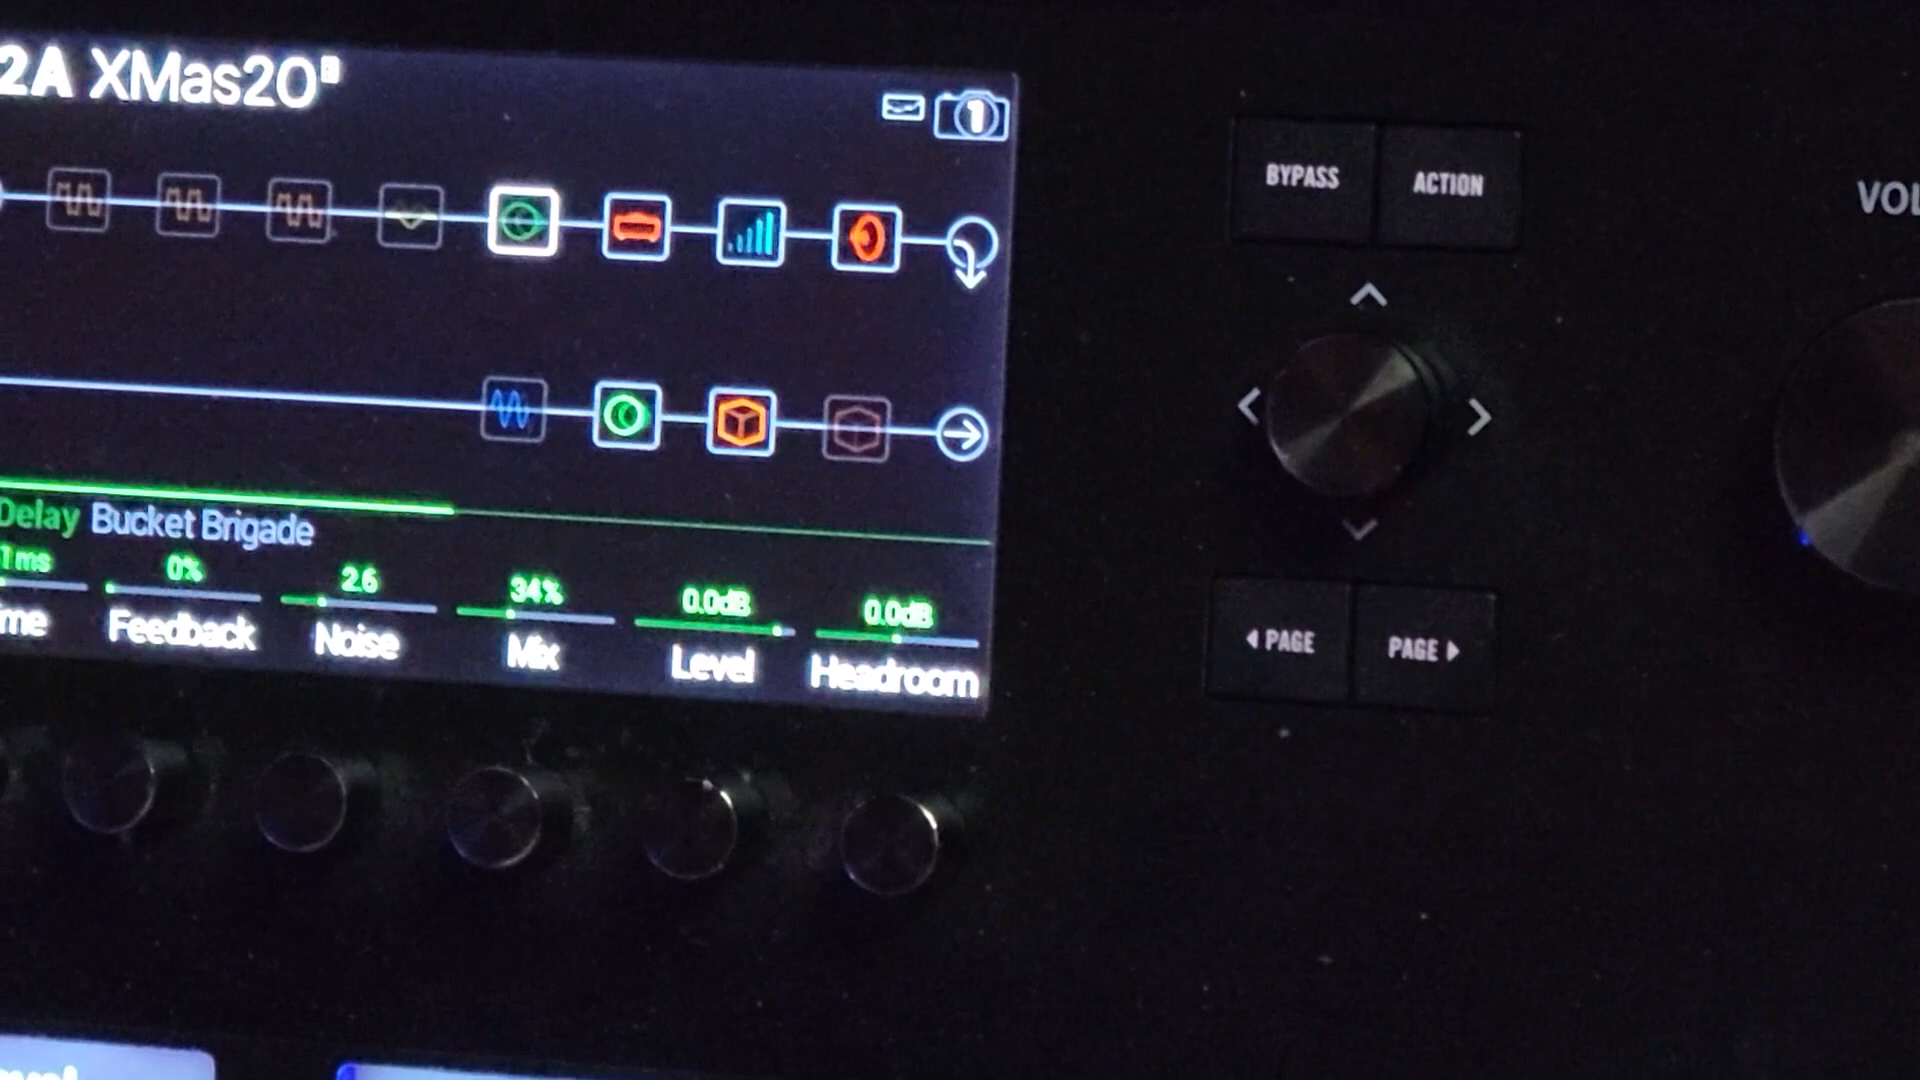 2A XMas20
1
BYPASS ACTION
VOL
Delay Bucket Brigade
1ms 0% 2.6 34% 0.0dB 0.0dB
me Feedback Noise Mix Level Headroom
PAGE PAGE